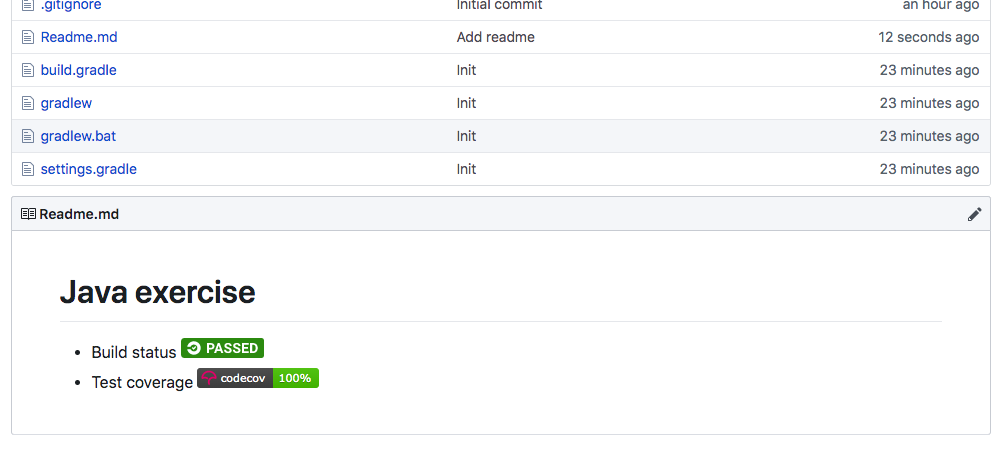 .gitignore Initial commit an hour ago
Readme.md Add readme 12 seconds ago
build.gradle Init 23 minutes ago
gradlew Init 23 minutes ago
gradlew.bat Init 23 minutes ago
settings.gradle Init 23 minutes ago
Readme.md
Java exercise
Build status PASSED
Test coverage codecov 100%